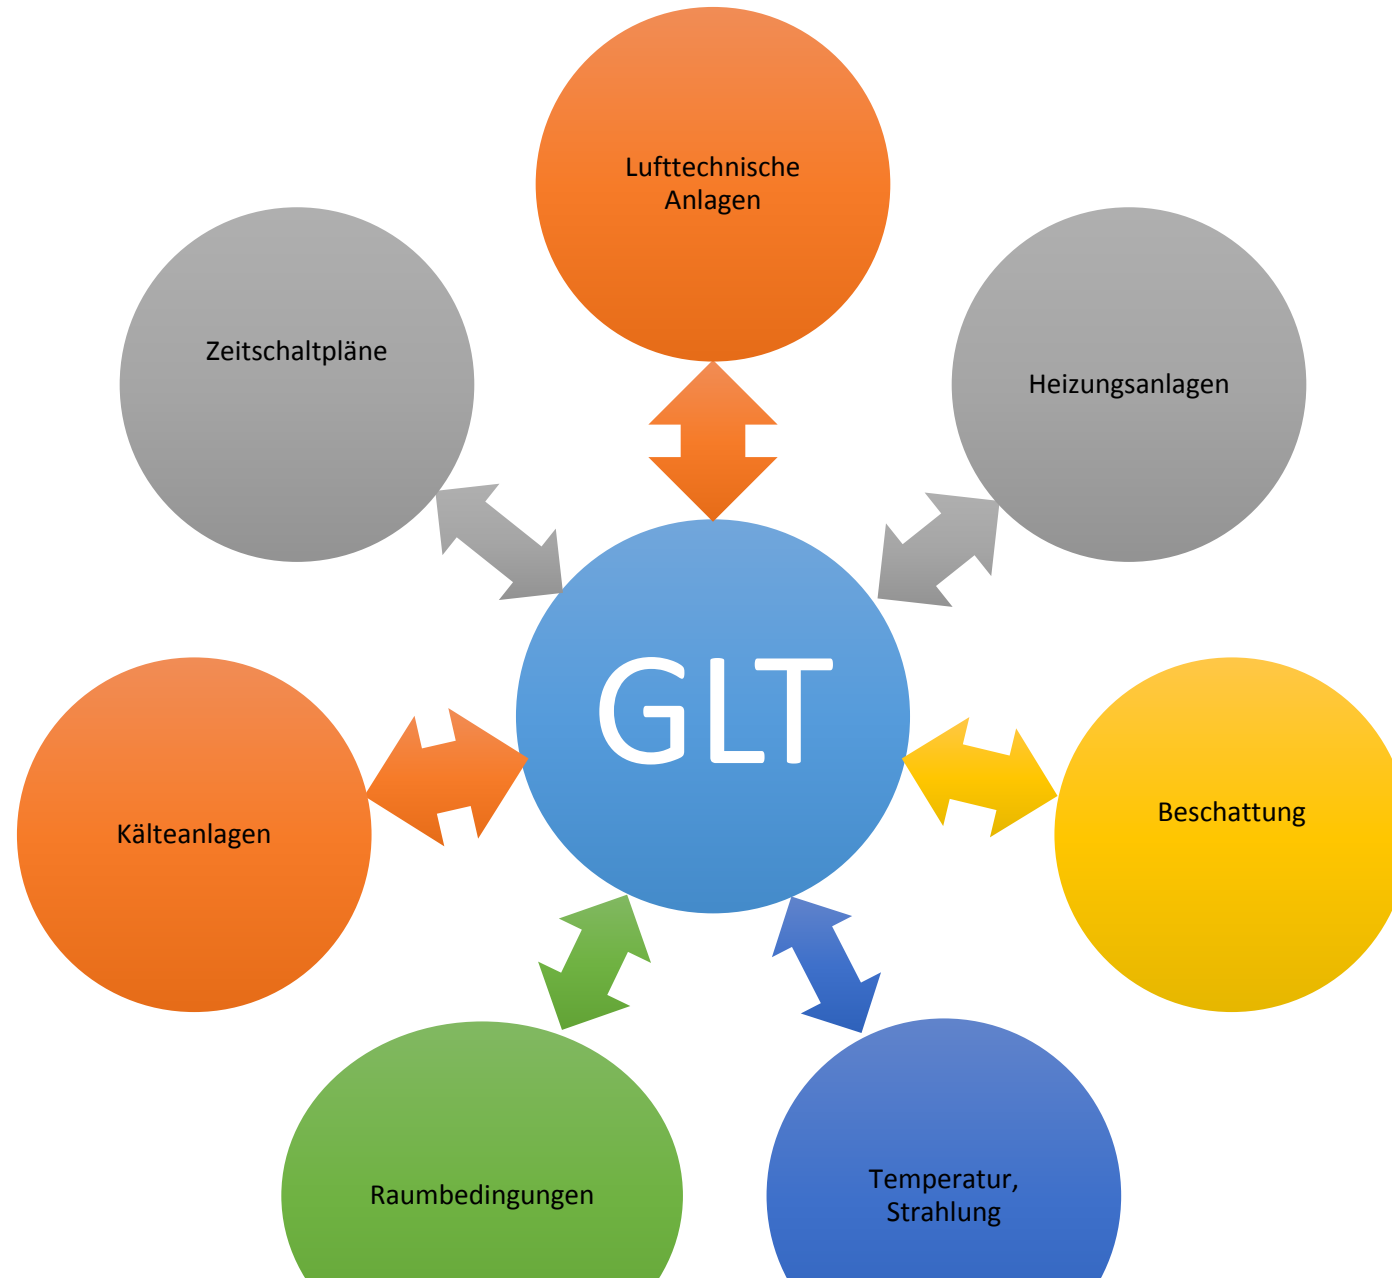 Lufttechnische
Anlagen
Zeitschaltpläne
Heizungsanlagen
GLT
Beschattung
Kälteanlagen
Temperatur,
Strahlung
Raumbedingungen